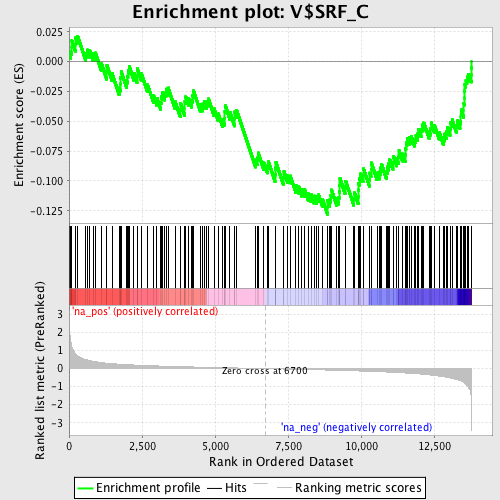 Enrichment plot: V$SRF_C
Enrichment score (ES)
0.025
0.000
-0.025
-0.050
-0.075
-0.100
-0.125
Ranked list metric (PreRanked)
'na_pos' (positively correlated)
3
2
1
0
-1
-2
-3
Zero cross at 6700
'na_neg' (negatively correlated)
0
2,500
5,000
7,500
10,000
12,500
Rank in Ordered Dataset
Enrichment profile
Hits
Ranking metric scores